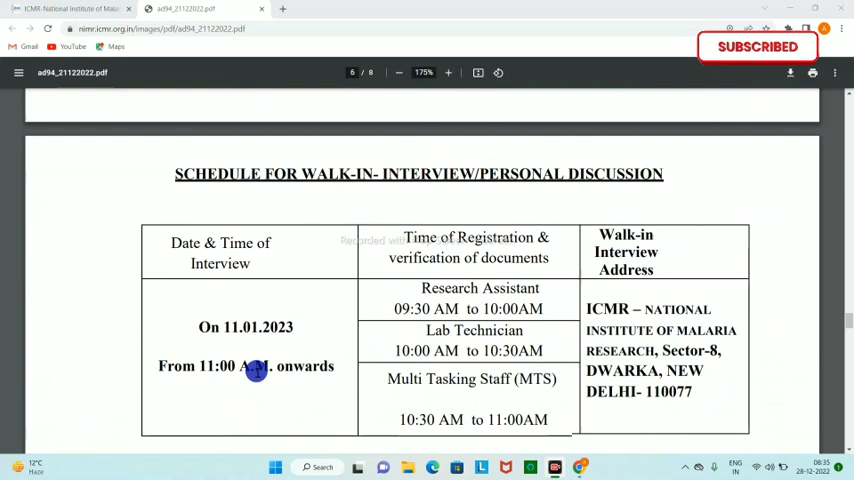 ICMR-National Institute of Malar
ad94_21122022.pdf
nimr.icmr.org.in/images/pdf/ad94_21122022.pdf
Gmail
YouTube
Maps
SUBSCRIBED
ad94_21122022.pdf
6 / 8
175%
SCHEDULE FOR WALK-IN- INTERVIEW/PERSONAL DISCUSSION
Date & Time of
Interview
Time of Registration &
verification of documents
Walk-in
Interview
Address
On 11.01.2023
From 11:00 A.M. onwards
Research Assistant
09:30 AM to 10:00AM
Lab Technician
10:00 AM to 10:30AM
Multi Tasking Staff (MTS)
10:30 AM to 11:00AM
ICMR – NATIONAL
INSTITUTE OF MALARIA
RESEARCH, Sector-8,
DWARKA, NEW
DELHI- 110077
Recorded with
12°C
Haze
Search
ENG
IN
08:35
28-12-2022